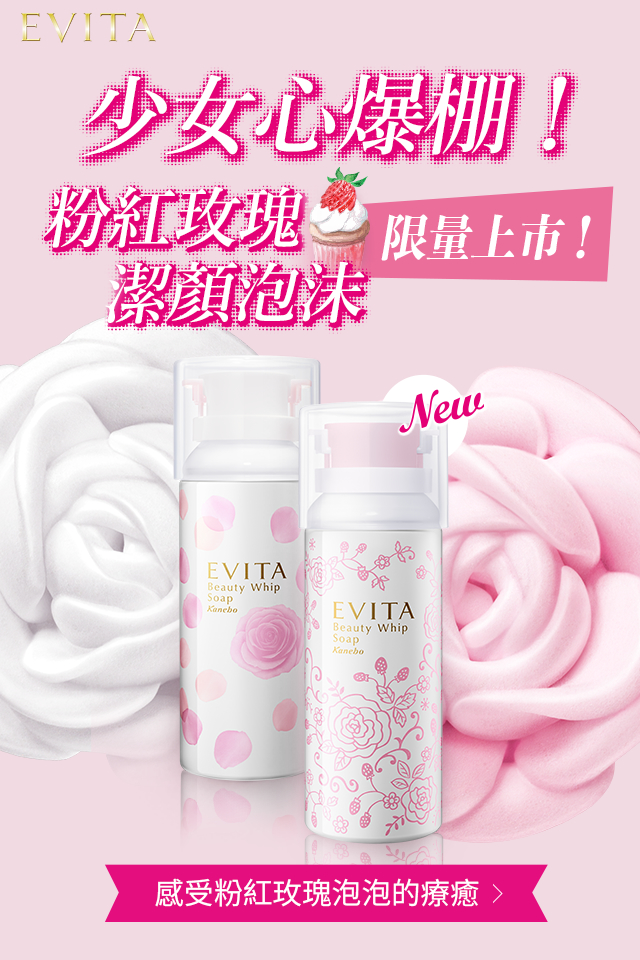 EVITA
少女心爆棚！
粉紅玫瑰
潔顏泡沫
限量上市！
New
EVITA
Beauty Whip
Soap
Kanebo
EVITA
Beauty Whip
Soap
Kanebo
感受粉紅玫瑰泡泡的療癒 >